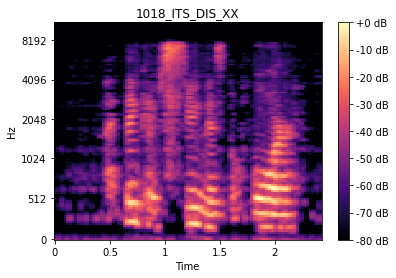 1018_ITS_DIS_XX
+0 dB
8192
-10 dB
-20 dB
4096
-30 dB
Hz
2048
-40 dB
1024
-50 dB
512
-60 dB
-70 dB
0
-80 dB
0 0.5 1 1.5 2
Time